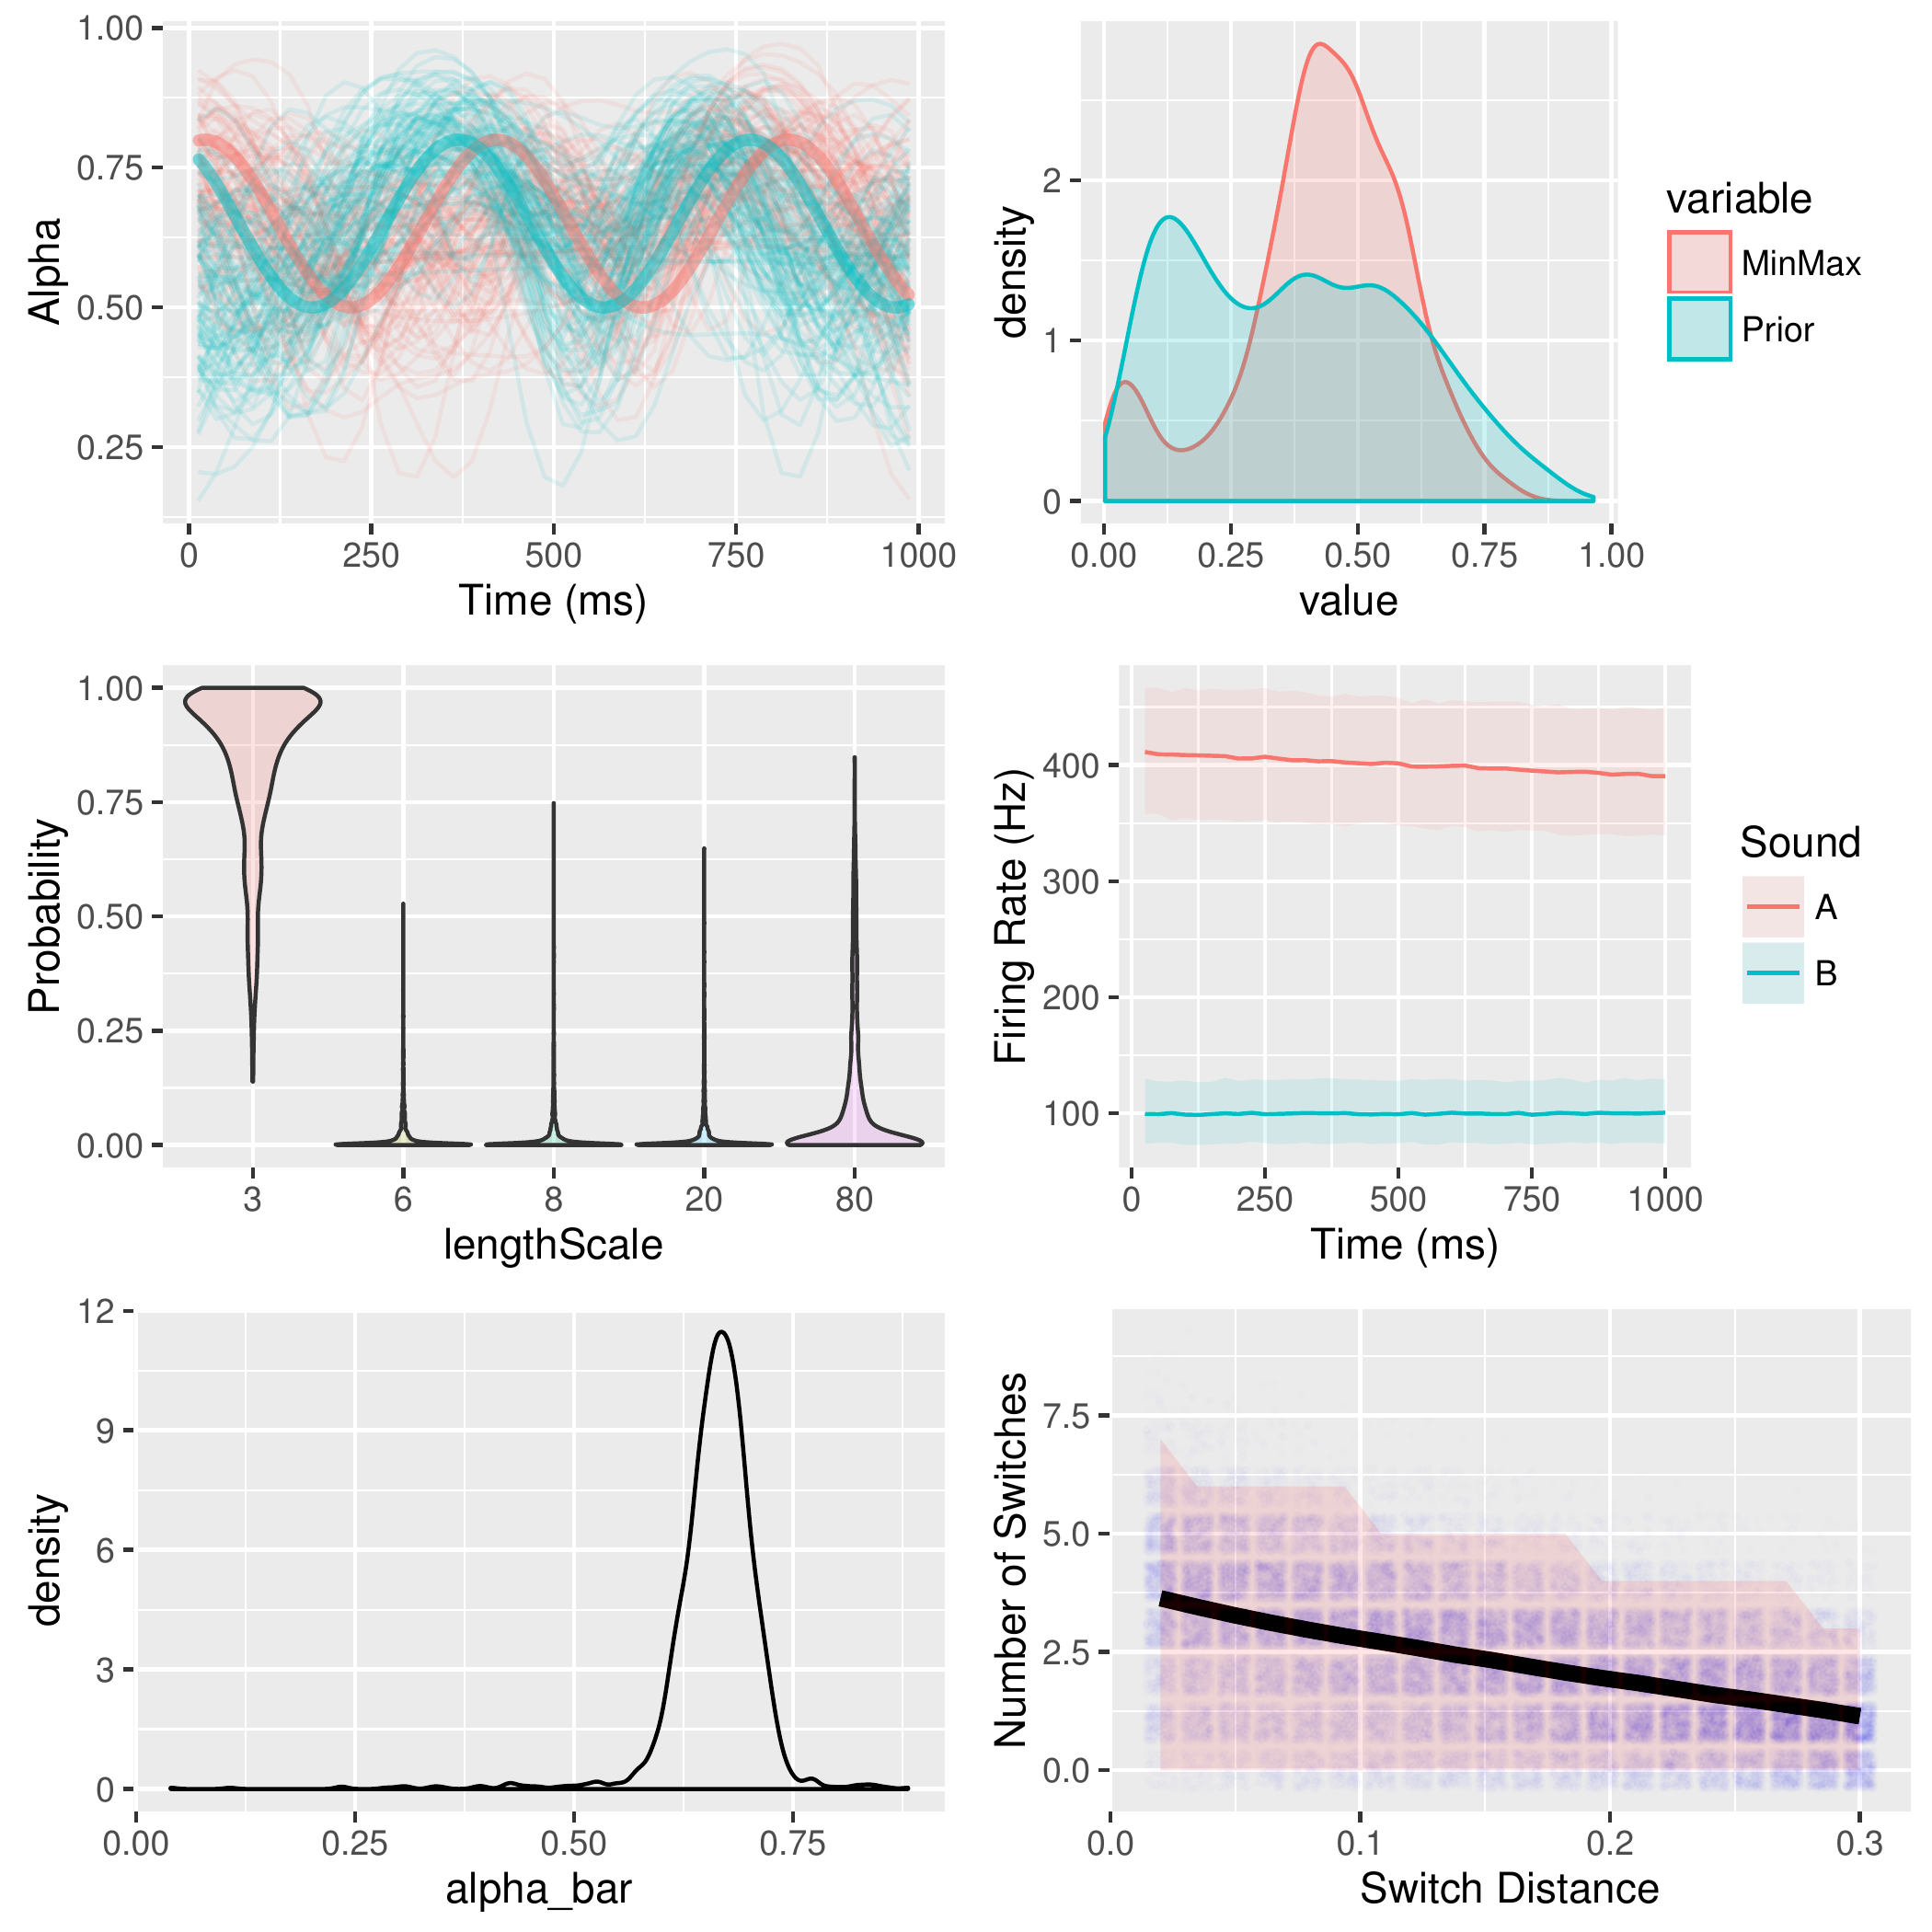 1.00
0.75
0.50
0.25
Alpha
0
250
500
750
1000
Time (ms)
2
1
0
density
0.00
0.25
0.50
0.75
1.00
value
variable
MinMax
Prior
1.00
0.75
0.50
0.25
0.00
Probability
3
6
8
20
80
lengthScale
400
300
200
100
Firing Rate (Hz)
0
250
500
750
1000
Time (ms)
Sound
A
B
12
9
6
3
0
density
0.00
0.25
0.50
0.75
alpha_bar
7.5
5.0
2.5
0.0
Number of Switches
0.0
0.1
0.2
0.3
Switch Distance